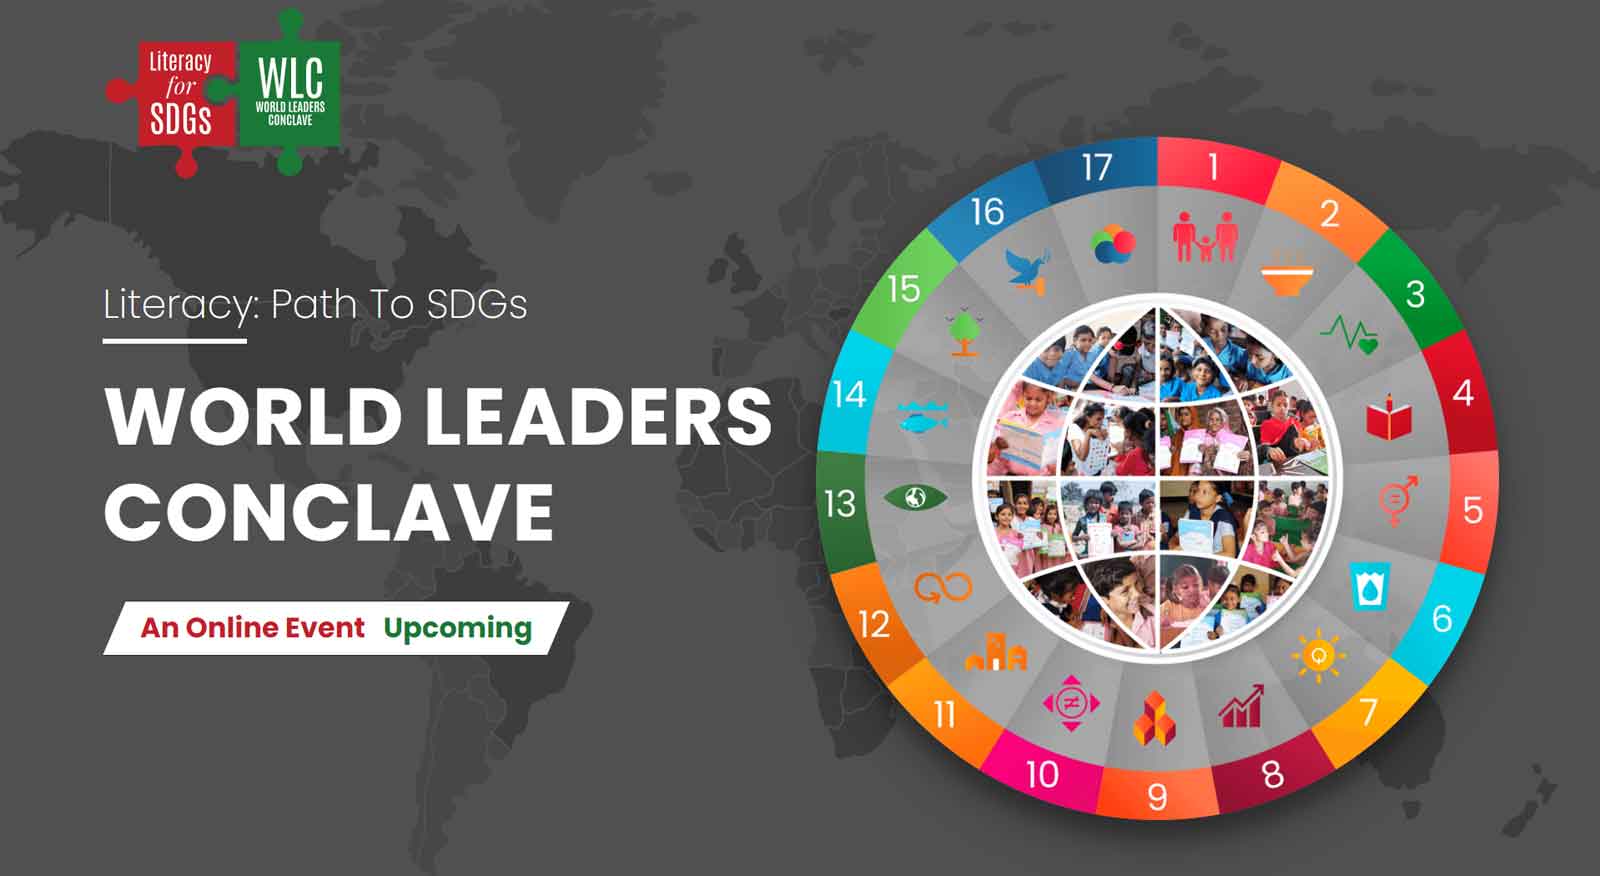 Literacy
for
SDGs
WLC
WORLD LEADERS
CONCLAVE
Literacy: Path To SDGs
WORLD LEADERS
CONCLAVE
An Online Event Upcoming
1
2
3
4
5
6
7
8
9
10
11
12
13
14
15
16
17